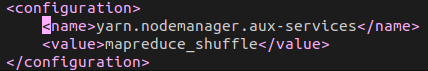 <configuration>
    <name>yarn.nodemanager.aux-services</name>
    <value>mapreduce_shuffle</value>
</configuration>